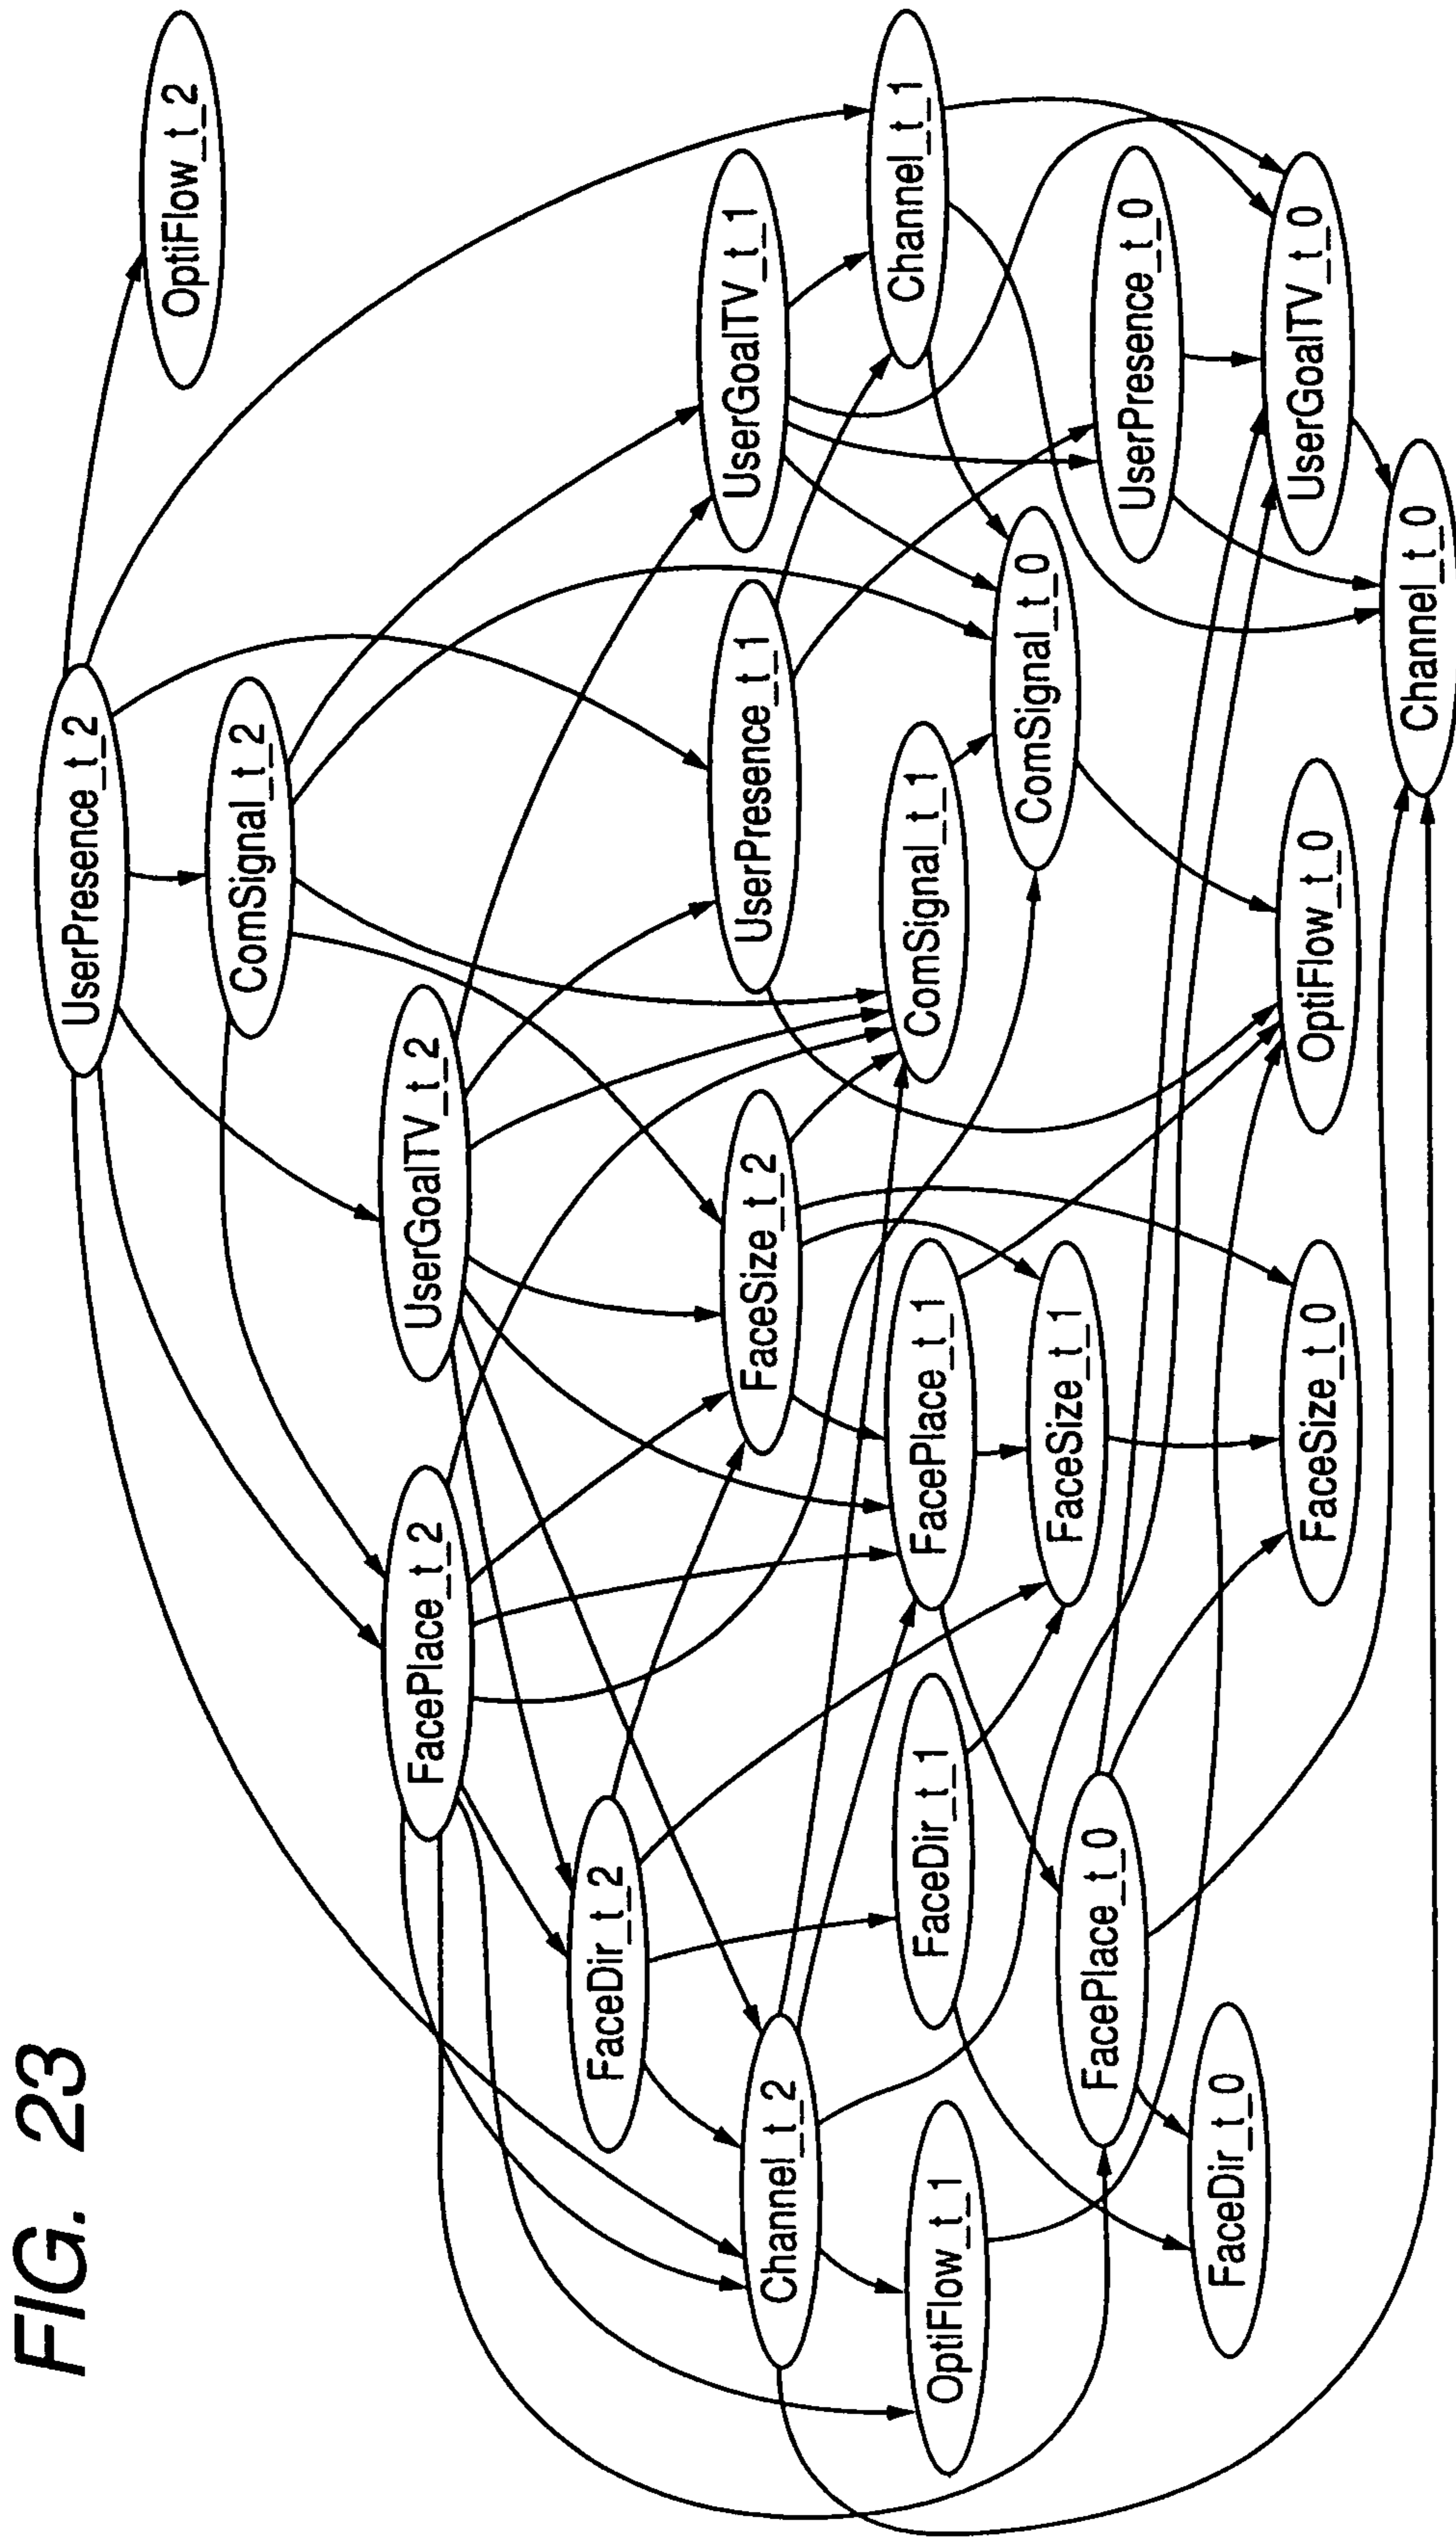 FIG. 23
UserPresence_t_2
OptiFlow_t_2
ComSignal_t_2
FacePlace_t_2
UserGoalTV_t_2
FaceDir_t_2
Channel_t_2
FaceSize_t_2
UserPresence_t_1
UserGoalTV_t_1
OptiFlow_t_1
FaceDir_t_1
FacePlace_t_1
ComSignal_t_1
Channel_t_1
FaceSize_t_1
ComSignal_t_0
FacePlace_t_0
UserPresence_t_0
FaceDir_t_0
FaceSize_t_0
OptiFlow_t_0
UserGoalTV_t_0
Channel_t_0